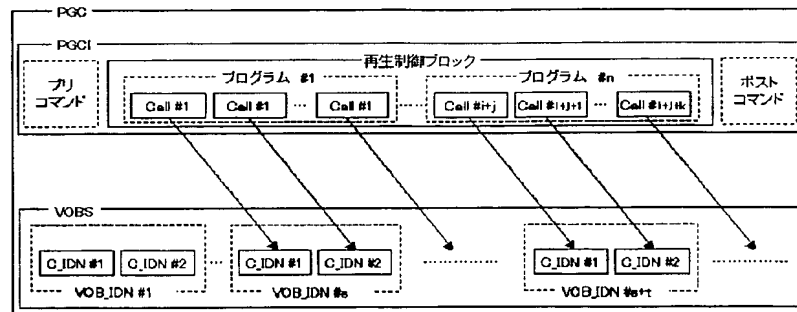 PGC
PGCI
再生制御ブロック
プリ
コマンド
プログラム #1
プログラム #n
ポスト
コマンド
Cell #1
Cell #1
...
Cell #1
......
Cell #i+j
Cell #i+j+1
...
Cell #i+j+k
VOBS
C_IDN #1
C_IDN #2
...
C_IDN #1
C_IDN #2
C_IDN #1
C_IDN #2
VOB_IDN #1
VOB_IDN #s
VOB_IDN #s+t